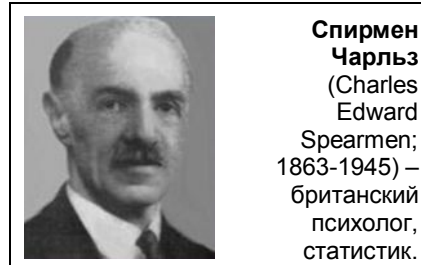 Спирмен
Чарльз
(Charles
Edward
Spearmen;
1863-1945) –
британский
психолог,
статистик.